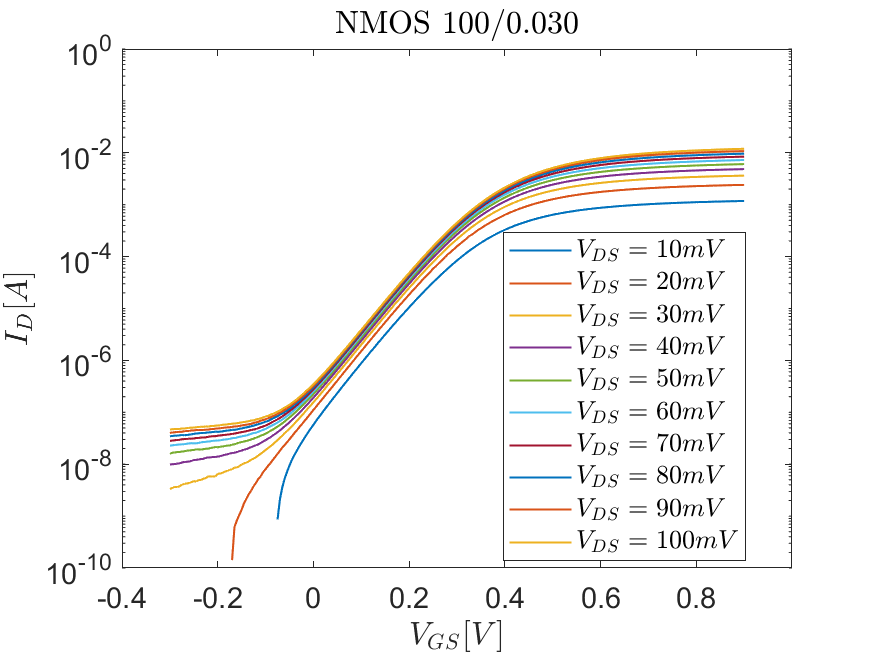 NMOS 100/0.030
10^0
10^-2
10^-4
10^-6
10^-8
10^-10
I_D[A]
-0.4 -0.2 0 0.2 0.4 0.6 0.8
V_GS[V]
V_DS = 10mV
V_DS = 20mV
V_DS = 30mV
V_DS = 40mV
V_DS = 50mV
V_DS = 60mV
V_DS = 70mV
V_DS = 80mV
V_DS = 90mV
V_DS = 100mV